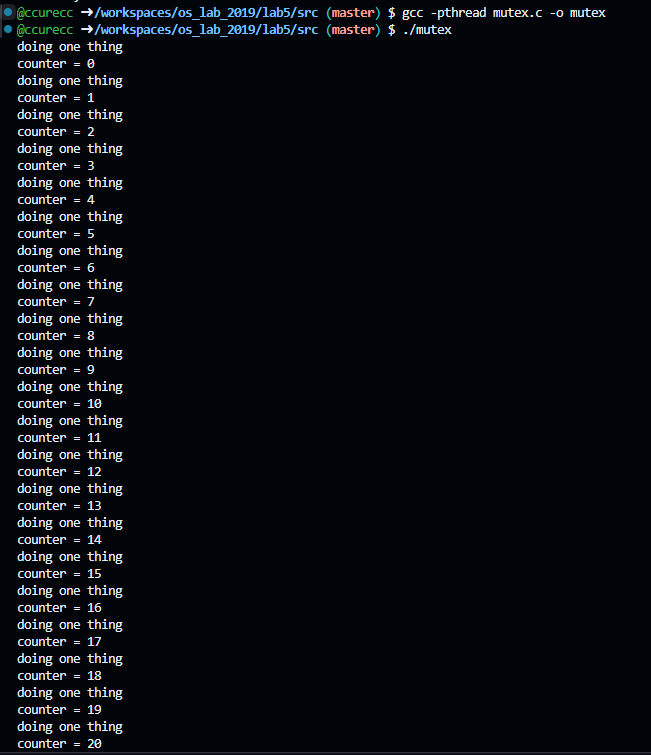 @ccurecc ➜/workspaces/os_lab_2019/lab5/src (master) $ gcc -pthread mutex.c -o mutex
@ccurecc ➜/workspaces/os_lab_2019/lab5/src (master) $ ./mutex
doing one thing
counter = 0
doing one thing
counter = 1
doing one thing
counter = 2
doing one thing
counter = 3
doing one thing
counter = 4
doing one thing
counter = 5
doing one thing
counter = 6
doing one thing
counter = 7
doing one thing
counter = 8
doing one thing
counter = 9
doing one thing
counter = 10
doing one thing
counter = 11
doing one thing
counter = 12
doing one thing
counter = 13
doing one thing
counter = 14
doing one thing
counter = 15
doing one thing
counter = 16
doing one thing
counter = 17
doing one thing
counter = 18
doing one thing
counter = 19
doing one thing
counter = 20